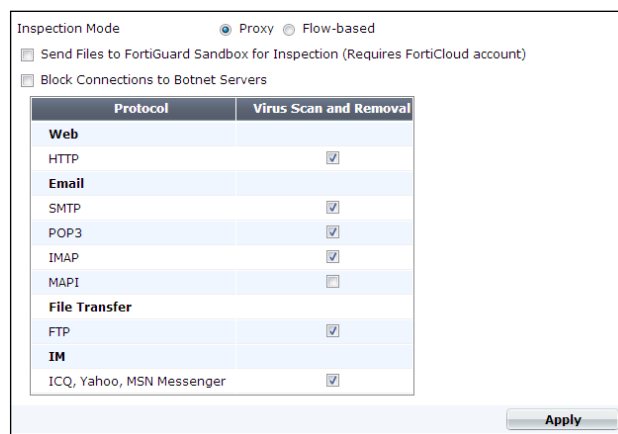 Inspection Mode Proxy Flow-based
Send Files to FortiGuard Sandbox for Inspection (Requires FortiCloud account)
Block Connections to Botnet Servers
Protocol Virus Scan and Removal
Web
HTTP
Email
SMTP
POP3
IMAP
MAPI
File Transfer
FTP
IM
ICQ, Yahoo, MSN Messenger
Apply